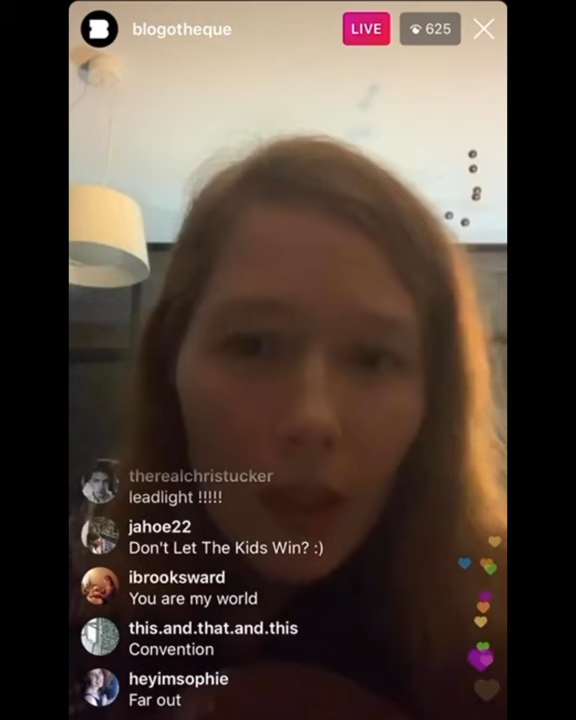 blogotheque
LIVE
625
therealchristucker
leadlight !!!!!
jahoe22
Don't Let The Kids Win? :)
ibrooksward
You are my world
this.and.that.and.this
Convention
heyimsophie
Far out